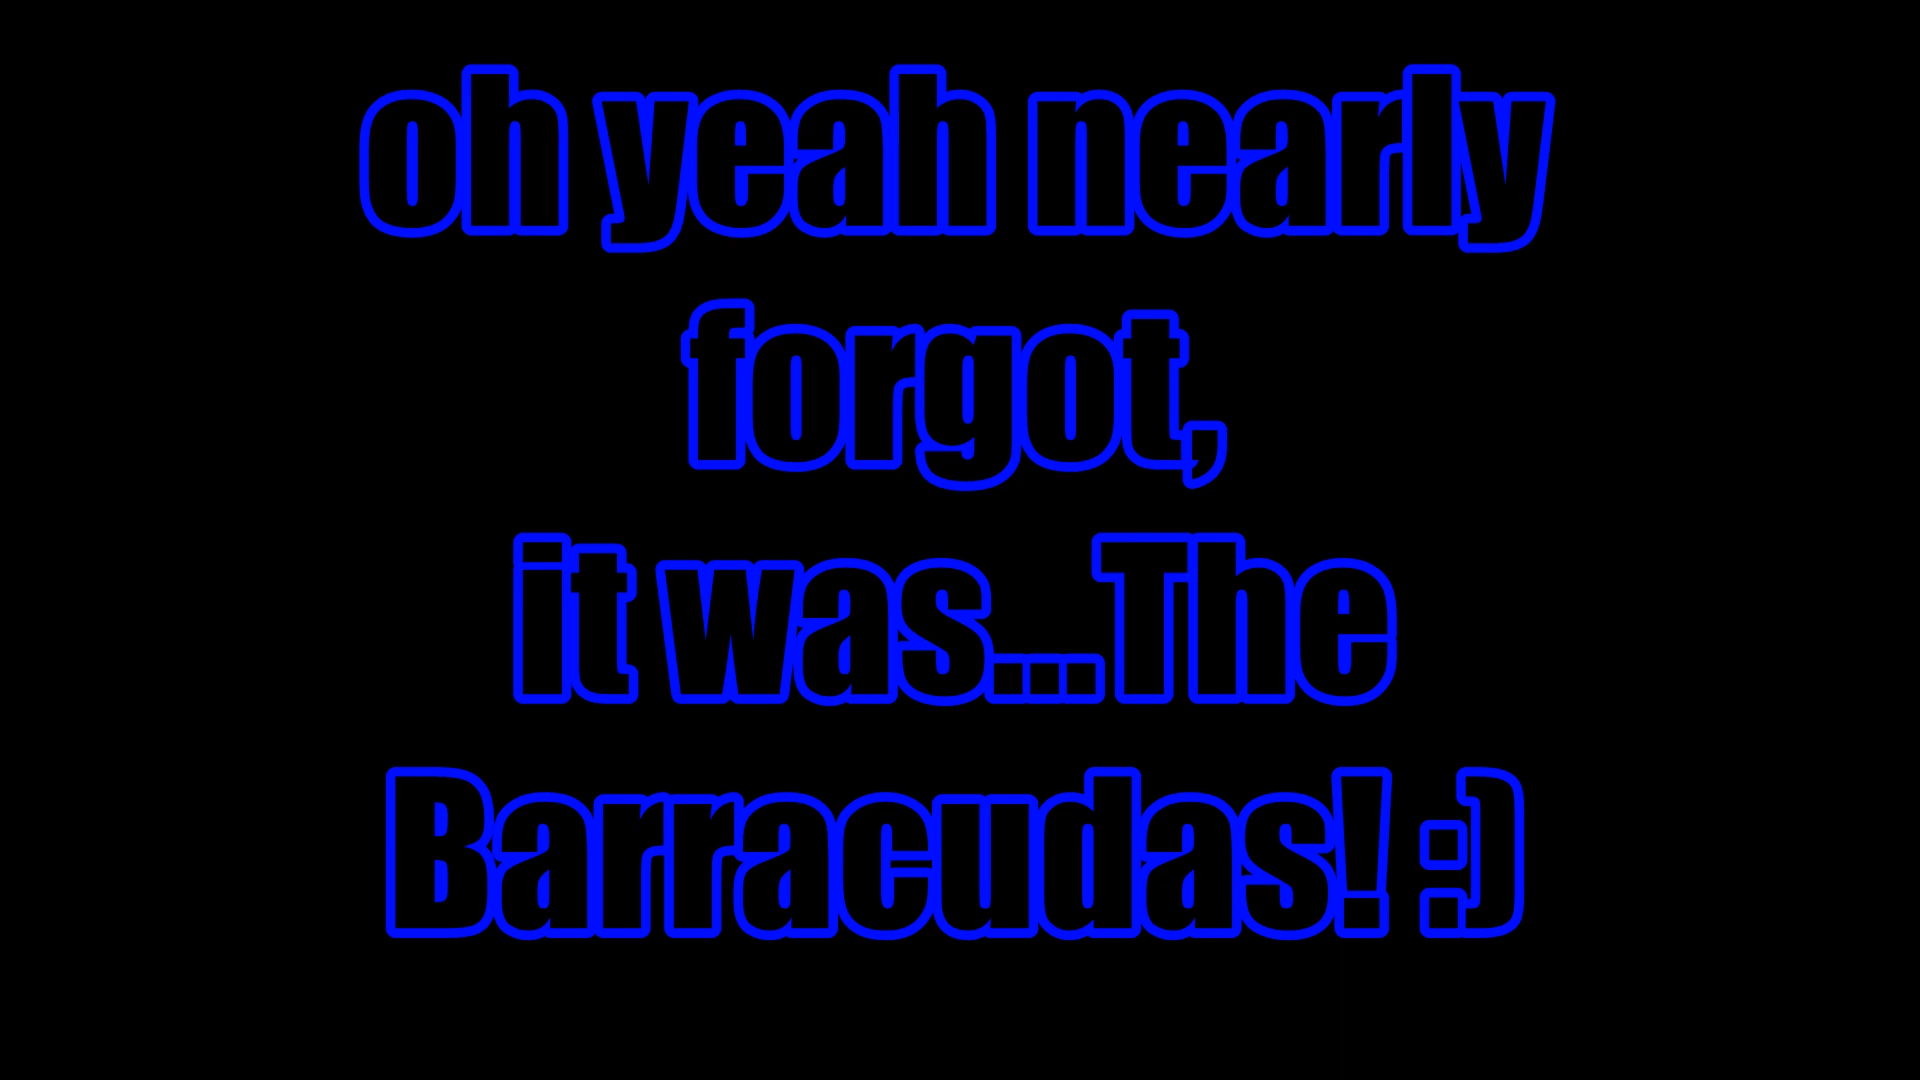 oh yeah nearly
forgot,
it was...The
Barracudas! :)